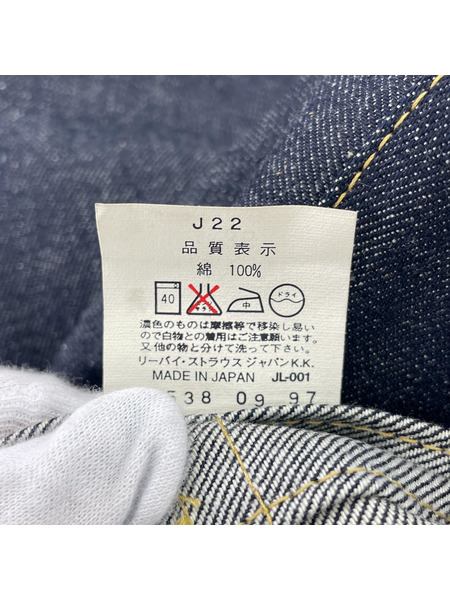 J22
品質表示
綿 100%
40 中 ドライ
濃色のものは摩擦等で移染し易い
ので白物との着用はご注意願います。
又他の物と分けて洗って下さい。
リーバイ・ストラウス ジャパンK.K.
MADE IN JAPAN JL-001
538 09 97